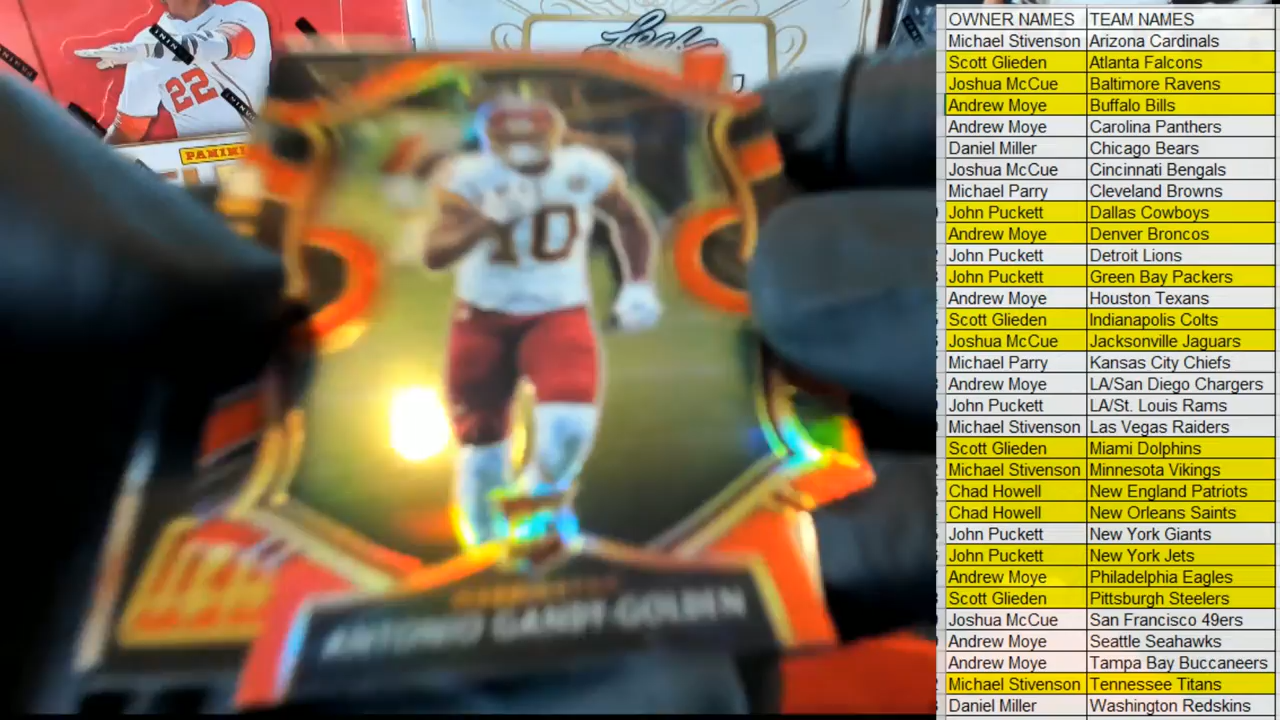 OWNER NAMES TEAM NAMES
Michael Stivenson Arizona Cardinals
Scott Glieden Atlanta Falcons
Joshua McCue Baltimore Ravens
Andrew Moye Buffalo Bills
Andrew Moye Carolina Panthers
Daniel Miller Chicago Bears
Joshua McCue Cincinnati Bengals
Michael Parry Cleveland Browns
John Puckett Dallas Cowboys
Andrew Moye Denver Broncos
John Puckett Detroit Lions
John Puckett Green Bay Packers
Andrew Moye Houston Texans
Scott Glieden Indianapolis Colts
Joshua McCue Jacksonville Jaguars
Michael Parry Kansas City Chiefs
Andrew Moye LA/San Diego Chargers
John Puckett LA/St. Louis Rams
Michael Stivenson Las Vegas Raiders
Scott Glieden Miami Dolphins
Michael Stivenson Minnesota Vikings
Chad Howell New England Patriots
Chad Howell New Orleans Saints
John Puckett New York Giants
John Puckett New York Jets
Andrew Moye Philadelphia Eagles
Scott Glieden Pittsburgh Steelers
Joshua McCue San Francisco 49ers
Andrew Moye Seattle Seahawks
Andrew Moye Tampa Bay Buccaneers
Michael Stivenson Tennessee Titans
Daniel Miller Washington Redskins
Leaf
22
PANINI
10
ANTONIO GANDY-GOLDEN